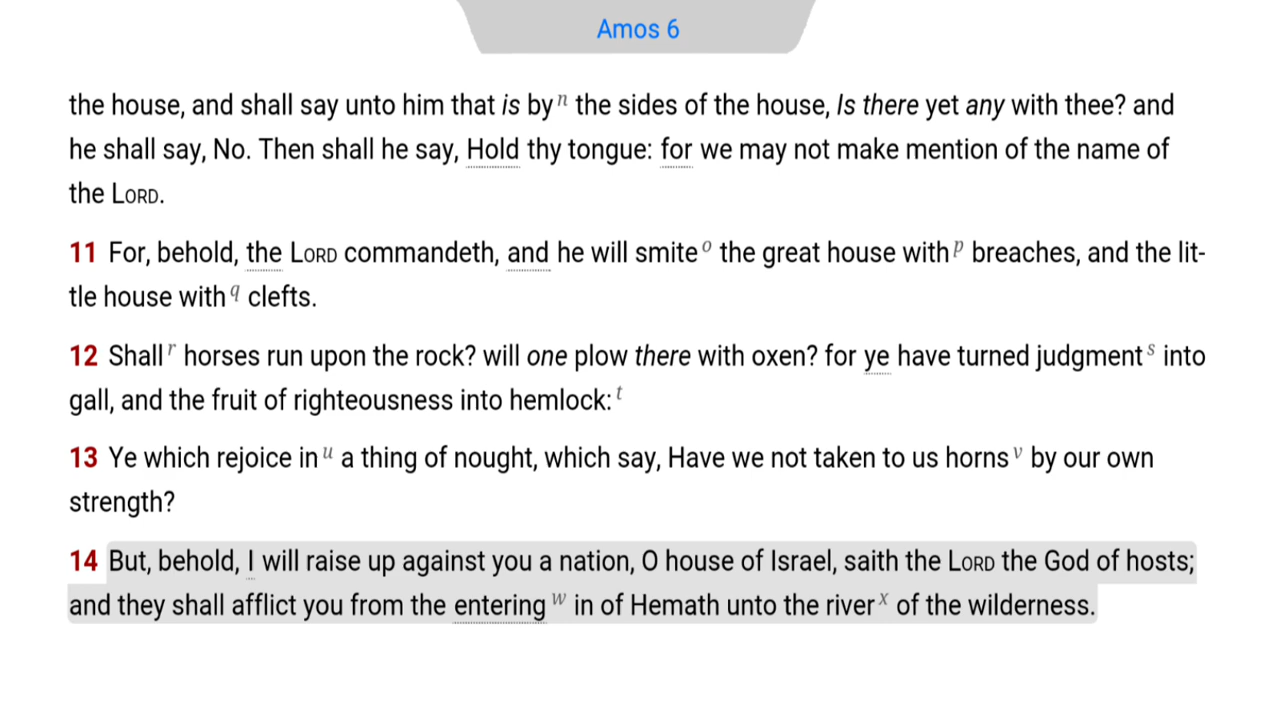 Amos 6
the house, and shall say unto him that is by n the sides of the house, Is there yet any with thee? and
he shall say, No. Then shall he say, Hold thy tongue: for we may not make mention of the name of
the LORD.
11 For, behold, the LORD commandeth, and he will smite o the great house with p breaches, and the lit-
tle house with q clefts.
12 Shall r horses run upon the rock? will one plow there with oxen? for ye have turned judgment s into
gall, and the fruit of righteousness into hemlock: t
13 Ye which rejoice in u a thing of nought, which say, Have we not taken to us horns v by our own
strength?
14 But, behold, I will raise up against you a nation, O house of Israel, saith the LORD the God of hosts;
and they shall afflict you from the entering w in of Hemath unto the river x of the wilderness.